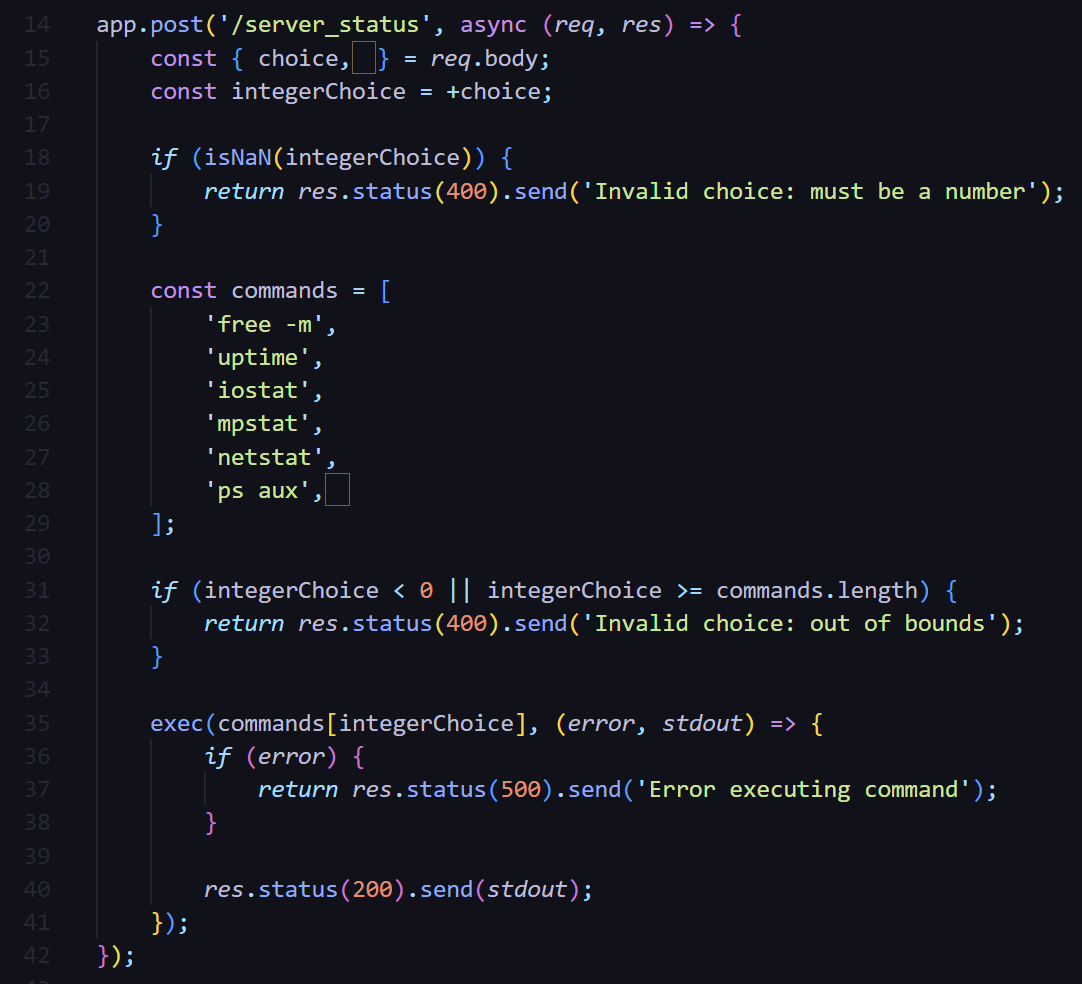 14 app.post('/server_status', async (req, res) => {
15 const { choice,  } = req.body;
16 const integerChoice = +choice;
17
18 if (isNaN(integerChoice)) {
19 return res.status(400).send('Invalid choice: must be a number');
20 }
21
22 const commands = [
23 'free -m',
24 'uptime',
25 'iostat',
26 'mpstat',
27 'netstat',
28 'ps aux',
29 ];
30
31 if (integerChoice < 0 || integerChoice >= commands.length) {
32 return res.status(400).send('Invalid choice: out of bounds');
33 }
34
35 exec(commands[integerChoice], (error, stdout) => {
36 if (error) {
37 return res.status(500).send('Error executing command');
38 }
39
40 res.status(200).send(stdout);
41 });
42 });